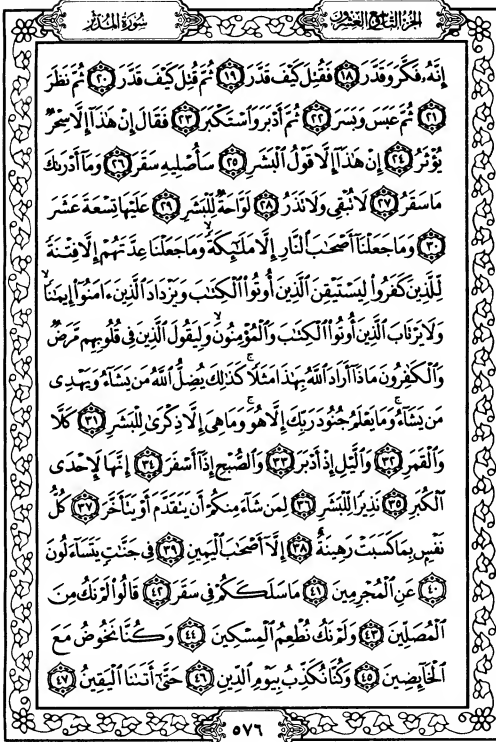 الجزء التاسع والعشرون
سورة المدثر
إِنَّهُۥ فَكَّرَ وَقَدَّرَ ١٨ فَقُتِلَ كَيْفَ قَدَّرَ ١٩ ثُمَّ قُتِلَ كَيْفَ قَدَّرَ ٢٠ ثُمَّ نَظَرَ
٢١ ثُمَّ عَبَسَ وَبَسَرَ ٢٢ ثُمَّ أَدْبَرَ وَٱسْتَكْبَرَ ٢٣ فَقَالَ إِنْ هَٰذَآ إِلَّا سِحْرٌ
يُؤْثَرُ ٢٤ إِنْ هَٰذَآ إِلَّا قَوْلُ ٱلْبَشَرِ ٢٥ سَأُصْلِيهِ سَقَرَ ٢٦ وَمَآ أَدْرَىٰكَ
مَا سَقَرُ ٢٧ لَا تُبْقِى وَلَا تَذَرُ ٢٨ لَوَّاحَةٌ لِّلْبَشَرِ ٢٩ عَلَيْهَا تِسْعَةَ عَشَرَ
٣٠ وَمَا جَعَلْنَآ أَصْحَٰبَ ٱلنَّارِ إِلَّا مَلَٰٓئِكَةً ۙ وَمَا جَعَلْنَا عِدَّتَهُمْ إِلَّا فِتْنَةً
لِّلَّذِينَ كَفَرُوا۟ لِيَسْتَيْقِنَ ٱلَّذِينَ أُوتُوا۟ ٱلْكِتَٰبَ وَيَزْدَادَ ٱلَّذِينَ ءَامَنُوٓا۟ إِيمَٰنًا ۙ
وَلَا يَرْتَابَ ٱلَّذِينَ أُوتُوا۟ ٱلْكِتَٰبَ وَٱلْمُؤْمِنُونَ ۙ وَلِيَقُولَ ٱلَّذِينَ فِى قُلُوبِهِم مَّرَضٌ
وَٱلْكَٰفِرُونَ مَاذَآ أَرَادَ ٱللَّهُ بِهَٰذَا مَثَلًا ۚ كَذَٰلِكَ يُضِلُّ ٱللَّهُ مَن يَشَآءُ وَيَهْدِى
مَن يَشَآءُ ۚ وَمَا يَعْلَمُ جُنُودَ رَبِّكَ إِلَّا هُوَ ۚ وَمَا هِىَ إِلَّا ذِكْرَىٰ لِلْبَشَرِ ٣١ كَلَّا
وَٱلْقَمَرِ ٣٢ وَٱلَّيْلِ إِذْ أَدْبَرَ ٣٣ وَٱلصُّبْحِ إِذَآ أَسْفَرَ ٣٤ إِنَّهَا لَإِحْدَى
ٱلْكُبَرِ ٣٥ نَذِيرًا لِّلْبَشَرِ ٣٦ لِمَن شَآءَ مِنكُمْ أَن يَتَقَدَّمَ أَوْ يَتَأَخَّرَ ٣٧ كُلُّ
نَفْسٍۭ بِمَا كَسَبَتْ رَهِينَةٌ ٣٨ إِلَّآ أَصْحَٰبَ ٱلْيَمِينِ ٣٩ فِى جَنَّٰتٍ يَتَسَآءَلُونَ
٤٠ عَنِ ٱلْمُجْرِمِينَ ٤١ مَا سَلَكَكُمْ فِى سَقَرَ ٤٢ قَالُوا۟ لَمْ نَكُ مِنَ
ٱلْمُصَلِّينَ ٤٣ وَلَمْ نَكُ نُطْعِمُ ٱلْمِسْكِينَ ٤٤ وَكُنَّا نَخُوضُ مَعَ
ٱلْخَآئِضِينَ ٤٥ وَكُنَّا نُكَذِّبُ بِيَوْمِ ٱلدِّينِ ٤٦ حَتَّىٰٓ أَتَىٰنَا ٱلْيَقِينُ ٤٧
٥٧٦